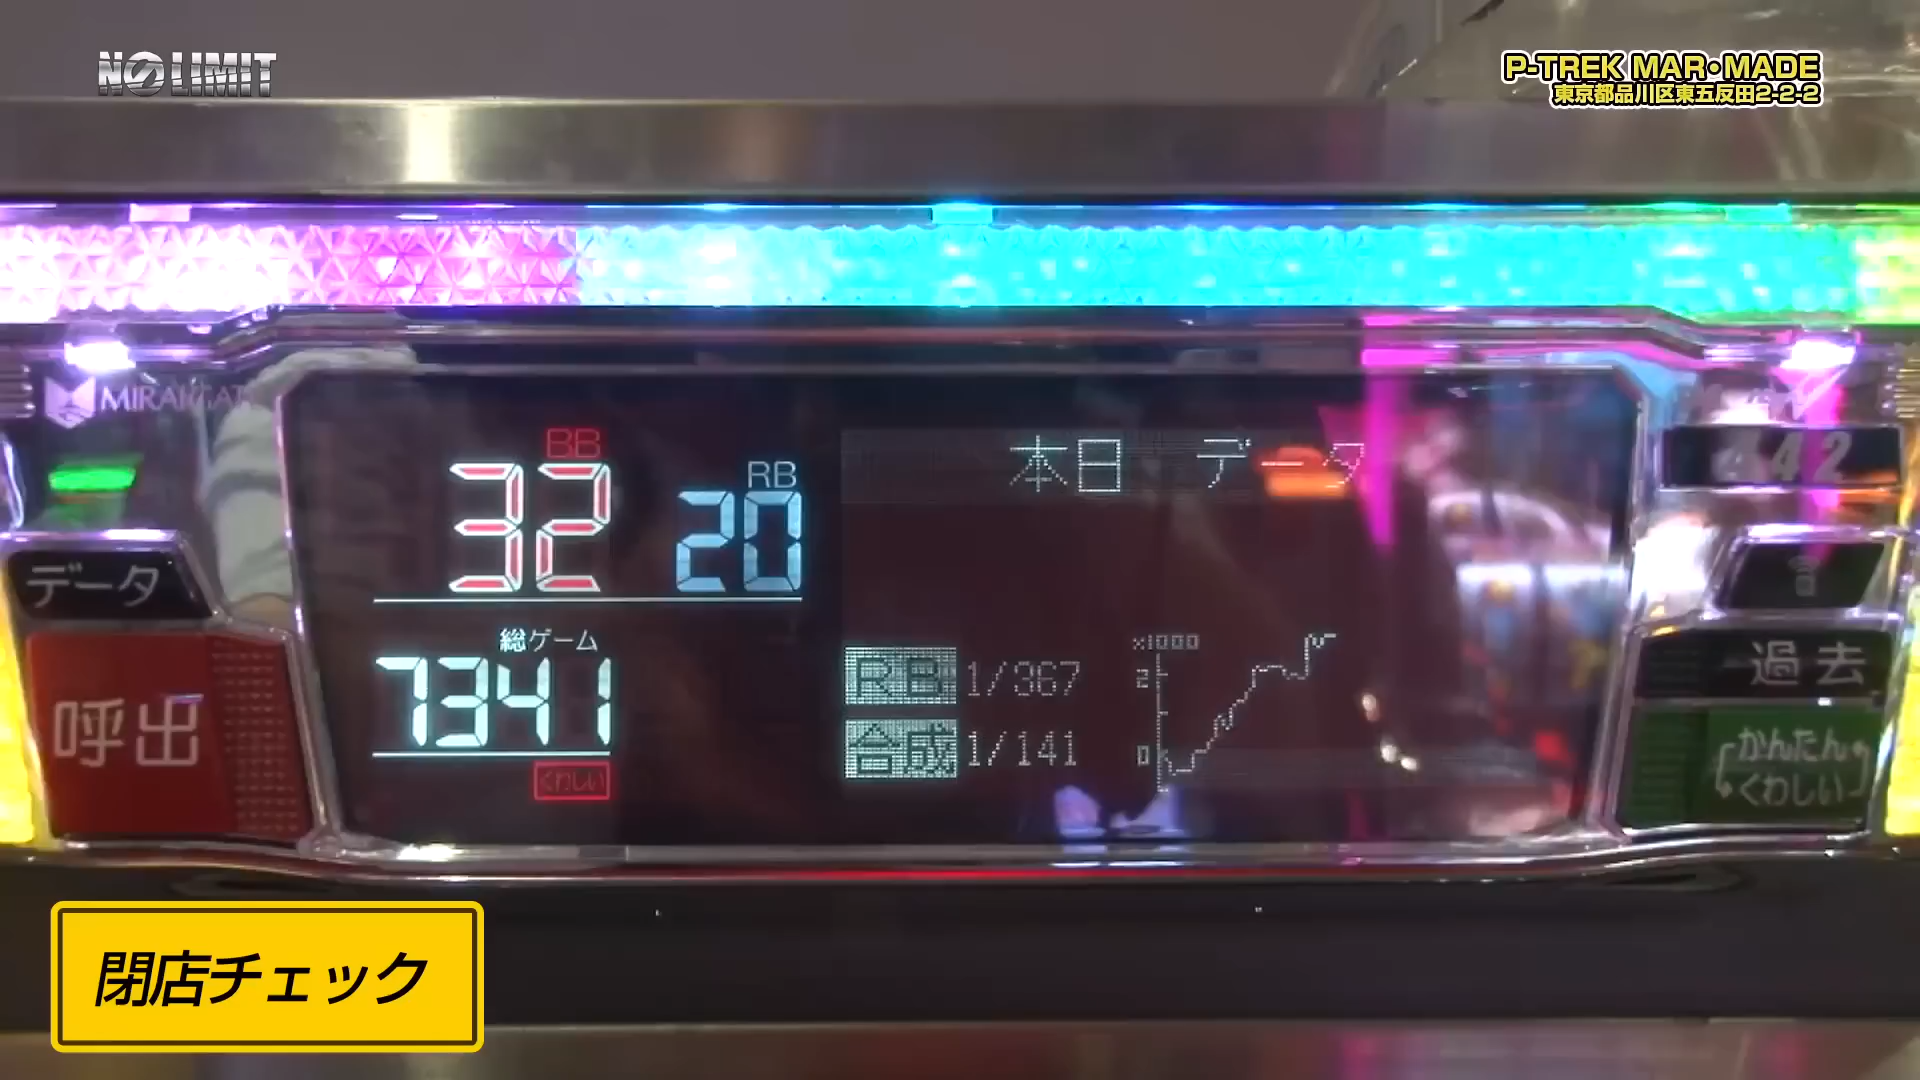 NO LIMIT
P-TREK MAR・MADE
東京都品川区東五反田2-2-2
MIRAIGATE
442
BB
32
RB
20
本日 データ
データ
呼出
総ゲーム
7341
くわしい
RB 1/367
合成 1/141
×1000
2
0
過去
かんたん
くわしい
閉店チェック